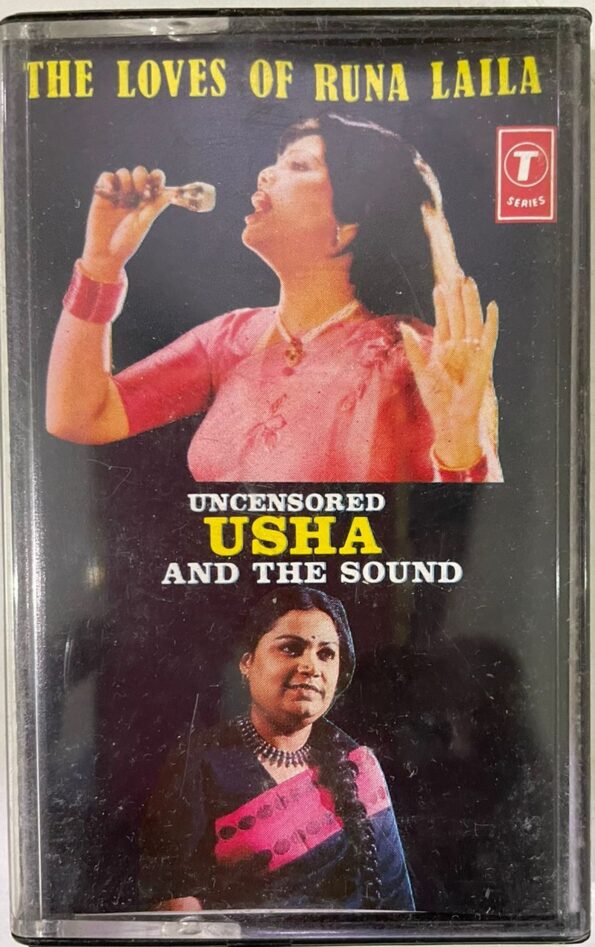 THE LOVES OF RUNA LAILA
T
SERIES
UNCENSORED
USHA
AND THE SOUND